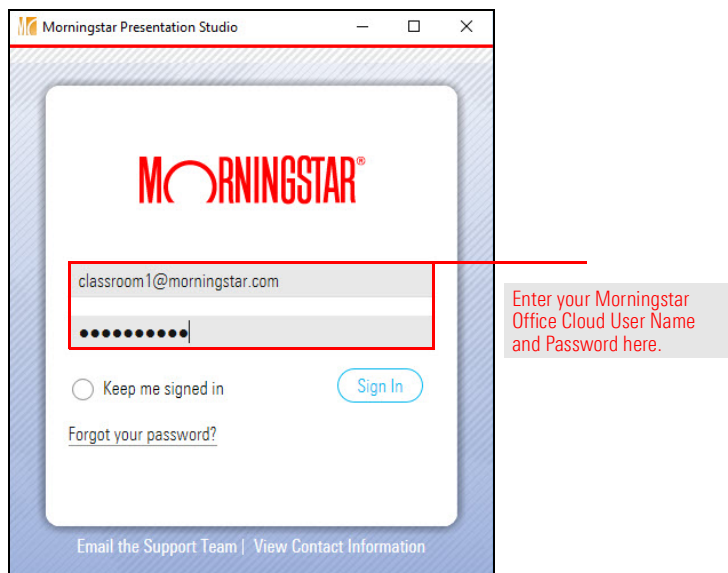 Morningstar Presentation Studio
MORNINGSTAR®
classroom1@morningstar.com
●●●●●●●●●●
Keep me signed in
Sign In
Forgot your password?
Email the Support Team | View Contact Information
Enter your Morningstar
Office Cloud User Name
and Password here.